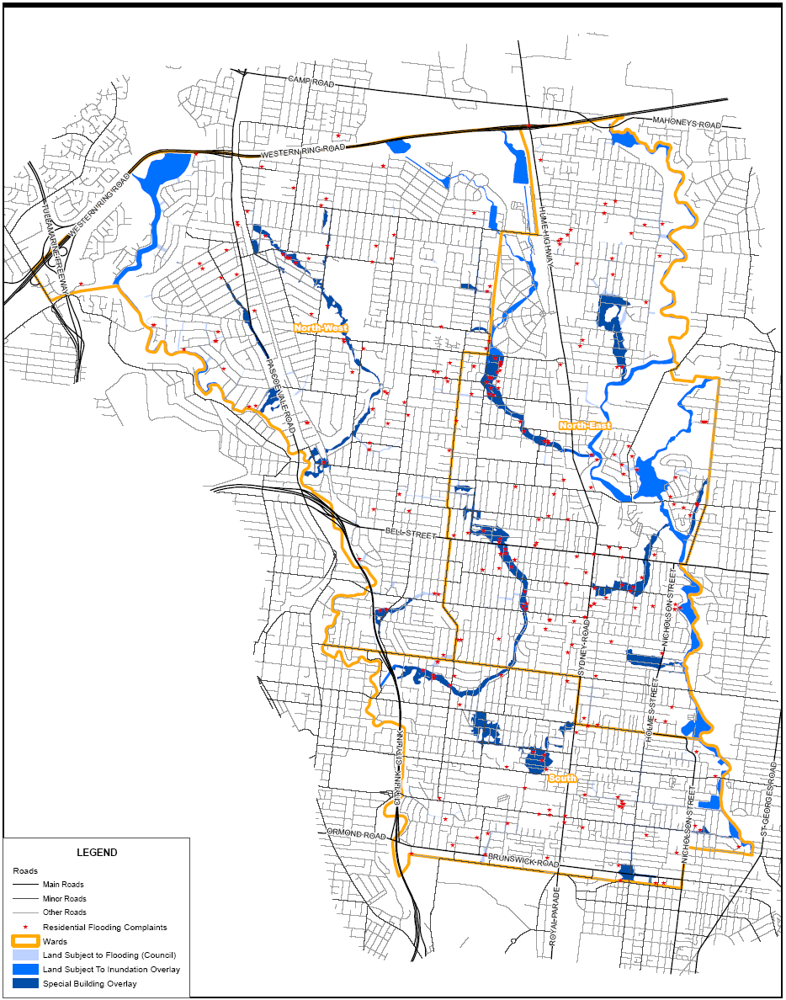 CAMP ROAD
MAHONEYS ROAD
WESTERN RING ROAD
WESTERN RING ROAD
TULLAMARINE FREEWAY
HUME HIGHWAY
North-West
PASCOEVALE ROAD
North-East
BELL STREET
NICHOLSON STREET
SYDNEY ROAD
HOLMES STREET
CITYLINK CITYLINK
South
ST GEORGES ROAD
NICHOLSON STREET
ORMOND ROAD
BRUNSWICK ROAD
ROYAL PARADE
LEGEND
Roads
Main Roads
Minor Roads
Other Roads
Residential Flooding Complaints
Wards
Land Subject to Flooding (Council)
Land Subject To Inundation Overlay
Special Building Overlay